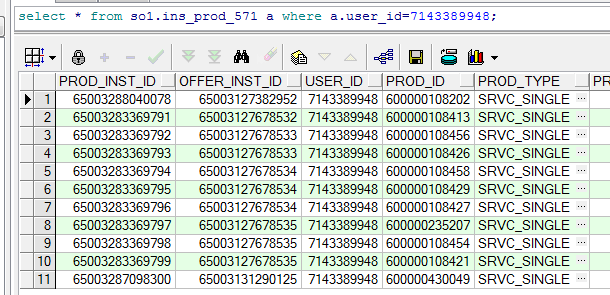 select * from so1.ins_prod_571 a where a.user_id=7143389948;
PROD_INST_ID OFFER_INST_ID USER_ID PROD_ID PROD_TYPE PR
1 65003288040078 65003127382952 7143389948 600000108202 SRVC_SINGLE ...
2 65003283369791 65003127678532 7143389948 600000108413 SRVC_SINGLE ...
3 65003283369792 65003127678533 7143389948 600000108456 SRVC_SINGLE ...
4 65003283369793 65003127678533 7143389948 600000108426 SRVC_SINGLE ...
5 65003283369794 65003127678534 7143389948 600000108458 SRVC_SINGLE ...
6 65003283369795 65003127678534 7143389948 600000108429 SRVC_SINGLE ...
7 65003283369796 65003127678534 7143389948 600000108427 SRVC_SINGLE ...
8 65003283369797 65003127678535 7143389948 600000235207 SRVC_SINGLE ...
9 65003283369798 65003127678535 7143389948 600000108454 SRVC_SINGLE ...
10 65003283369799 65003127678535 7143389948 600000108421 SRVC_SINGLE ...
11 65003287098300 65003131290125 7143389948 600000430049 SRVC_SINGLE ...